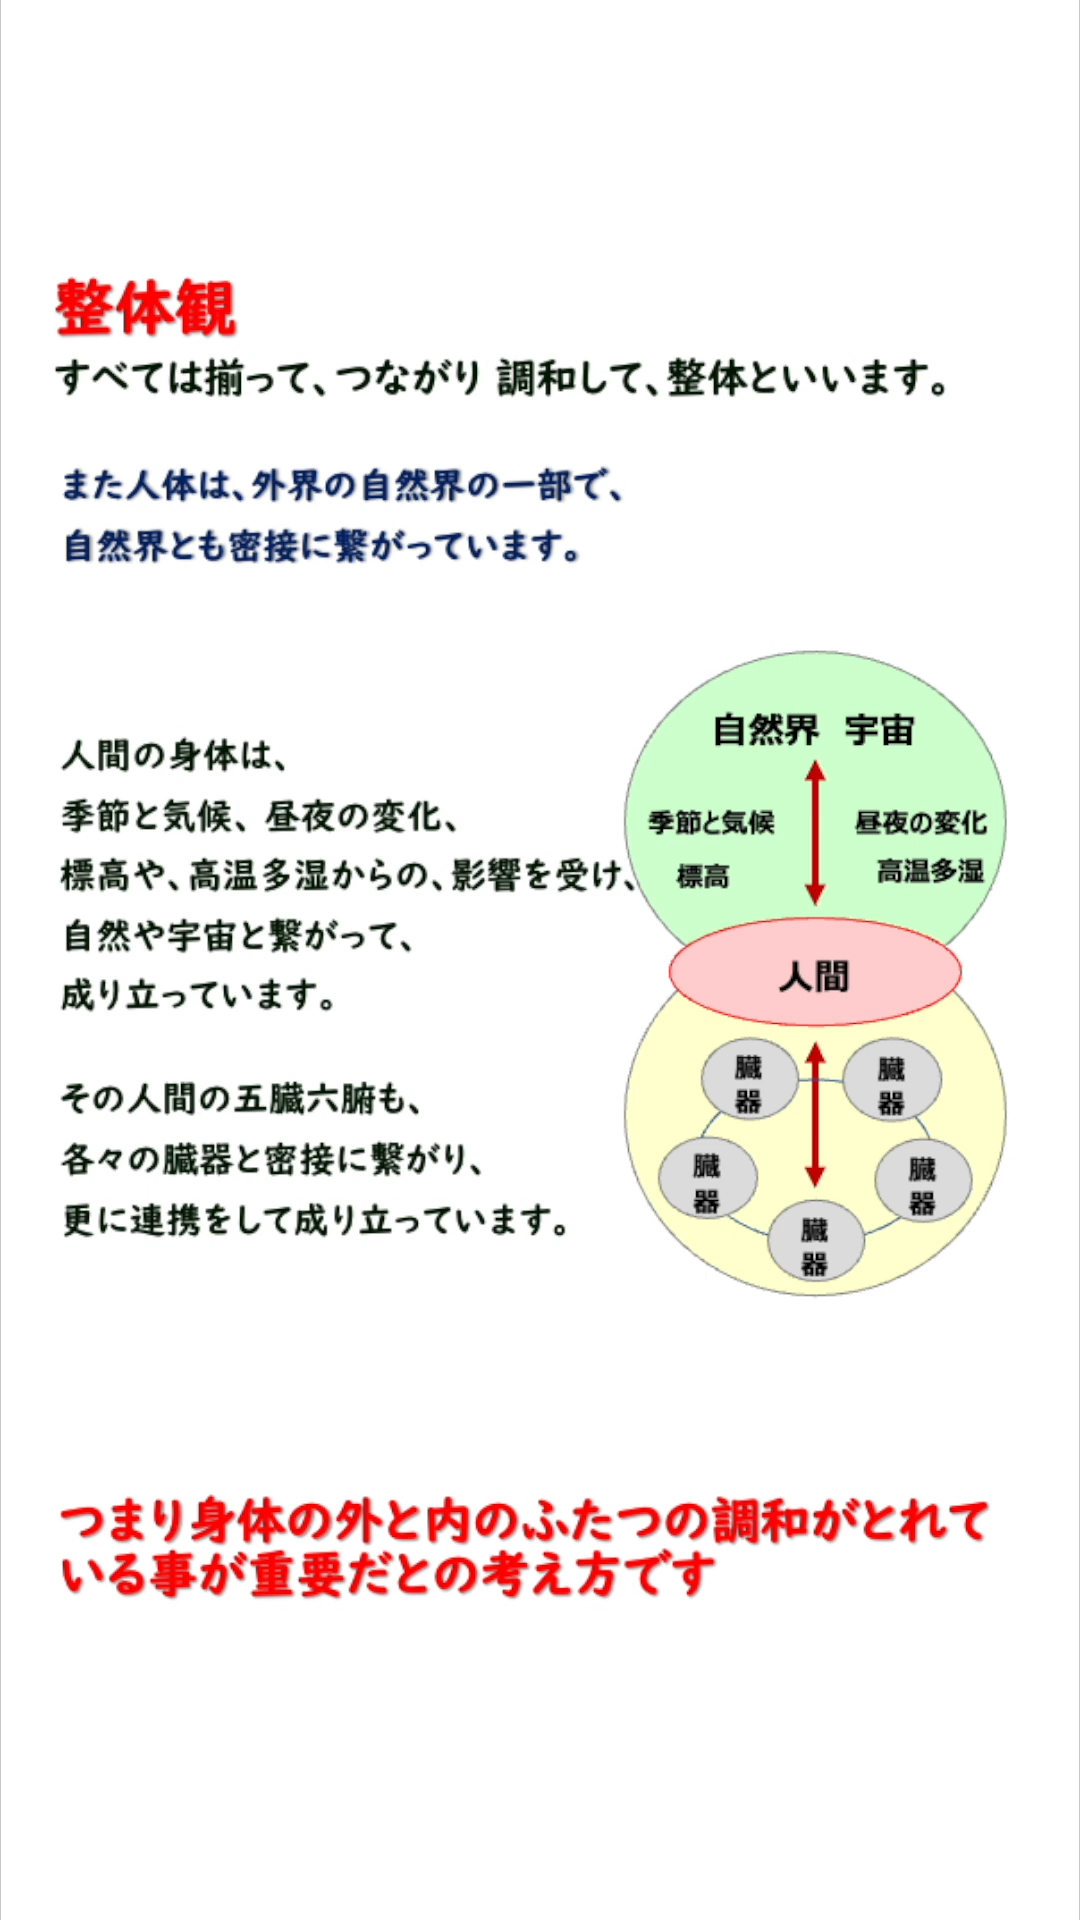 整体観
すべては揃って、つながり 調和して、整体といいます。
また人体は、外界の自然界の一部で、
自然界とも密接に繋がっています。
人間の身体は、
季節と気候、昼夜の変化、
標高や、高温多湿からの、影響を受け、
自然や宇宙と繋がって、
成り立っています。
その人間の五臓六腑も、
各々の臓器と密接に繋がり、
更に連携をして成り立っています。
自然界 宇宙
季節と気候
昼夜の変化
標高
高温多湿
人間
臓
器
臓
器
臓
器
臓
器
臓
器
つまり身体の外と内のふたつの調和がとれて
いる事が重要だとの考え方です